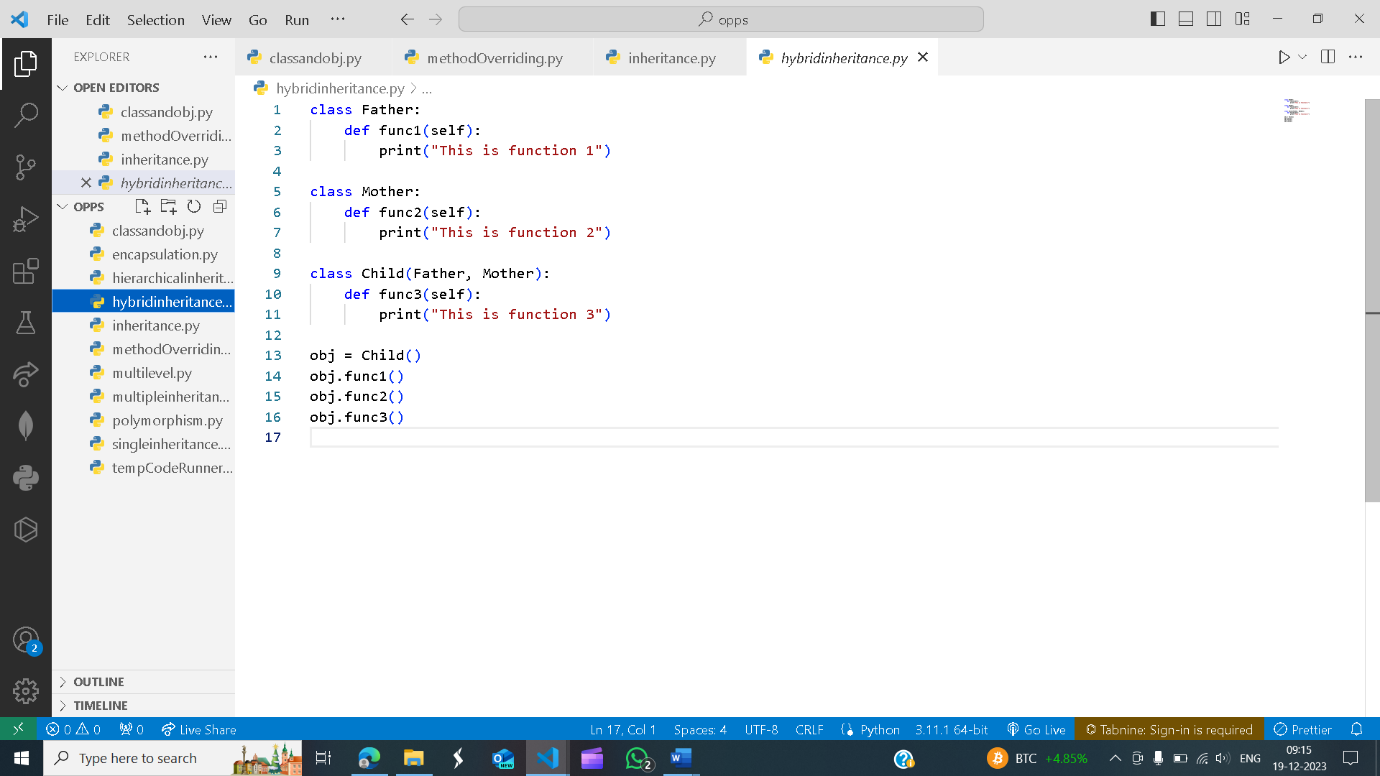 File Edit Selection View Go Run ··· opps
EXPLORER ···
OPEN EDITORS
classandobj.py
methodOverridi...
inheritance.py
hybridinheritanc...
OPPS
classandobj.py
encapsulation.py
hierarchicalinherit...
hybridinheritance...
inheritance.py
methodOverridin...
multilevel.py
multipleinheritan...
polymorphism.py
singleinheritance....
tempCodeRunner...
OUTLINE
TIMELINE
classandobj.py methodOverriding.py inheritance.py hybridinheritance.py
hybridinheritance.py > ...
1 class Father:
2 def func1(self):
3 print("This is function 1")
4
5 class Mother:
6 def func2(self):
7 print("This is function 2")
8
9 class Child(Father, Mother):
10 def func3(self):
11 print("This is function 3")
12
13 obj = Child()
14 obj.func1()
15 obj.func2()
16 obj.func3()
17
2
0 0 0 Live Share Ln 17, Col 1 Spaces: 4 UTF-8 CRLF Python 3.11.1 64-bit Go Live Tabnine: Sign-in is required Prettier
Type here to search NEW 2 BTC +4.85% ENG 09:15
19-12-2023